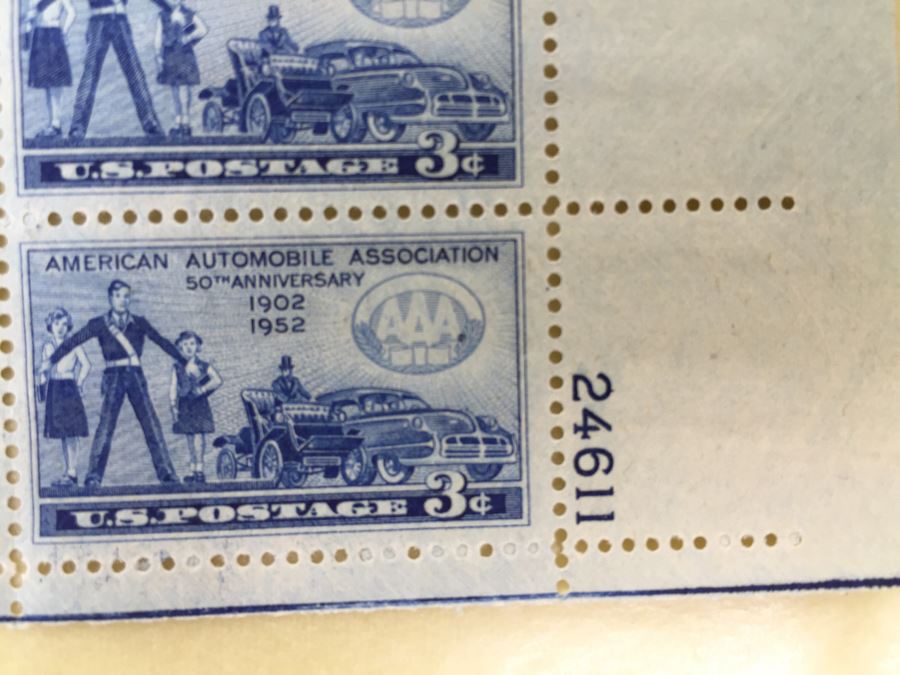 U.S.POSTAGE 3¢
AMERICAN AUTOMOBILE ASSOCIATION
50TH ANNIVERSARY
1902
1952
AAA
U.S.POSTAGE 3¢
24611